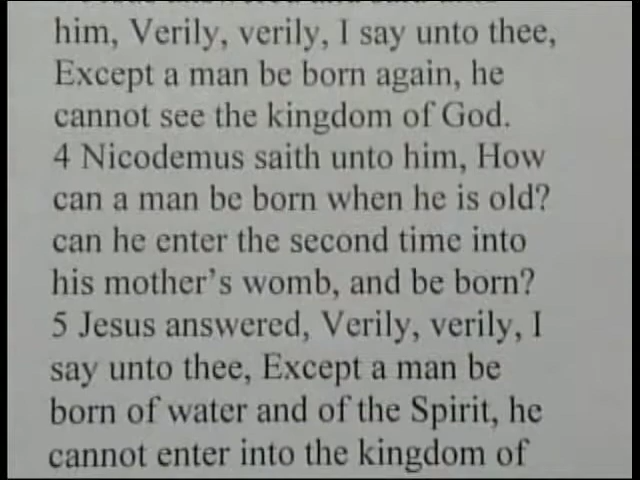 him, Verily, verily, I say unto thee,
Except a man be born again, he
cannot see the kingdom of God.
4 Nicodemus saith unto him, How
can a man be born when he is old?
can he enter the second time into
his mother's womb, and be born?
5 Jesus answered, Verily, verily, I
say unto thee, Except a man be
born of water and of the Spirit, he
cannot enter into the kingdom of